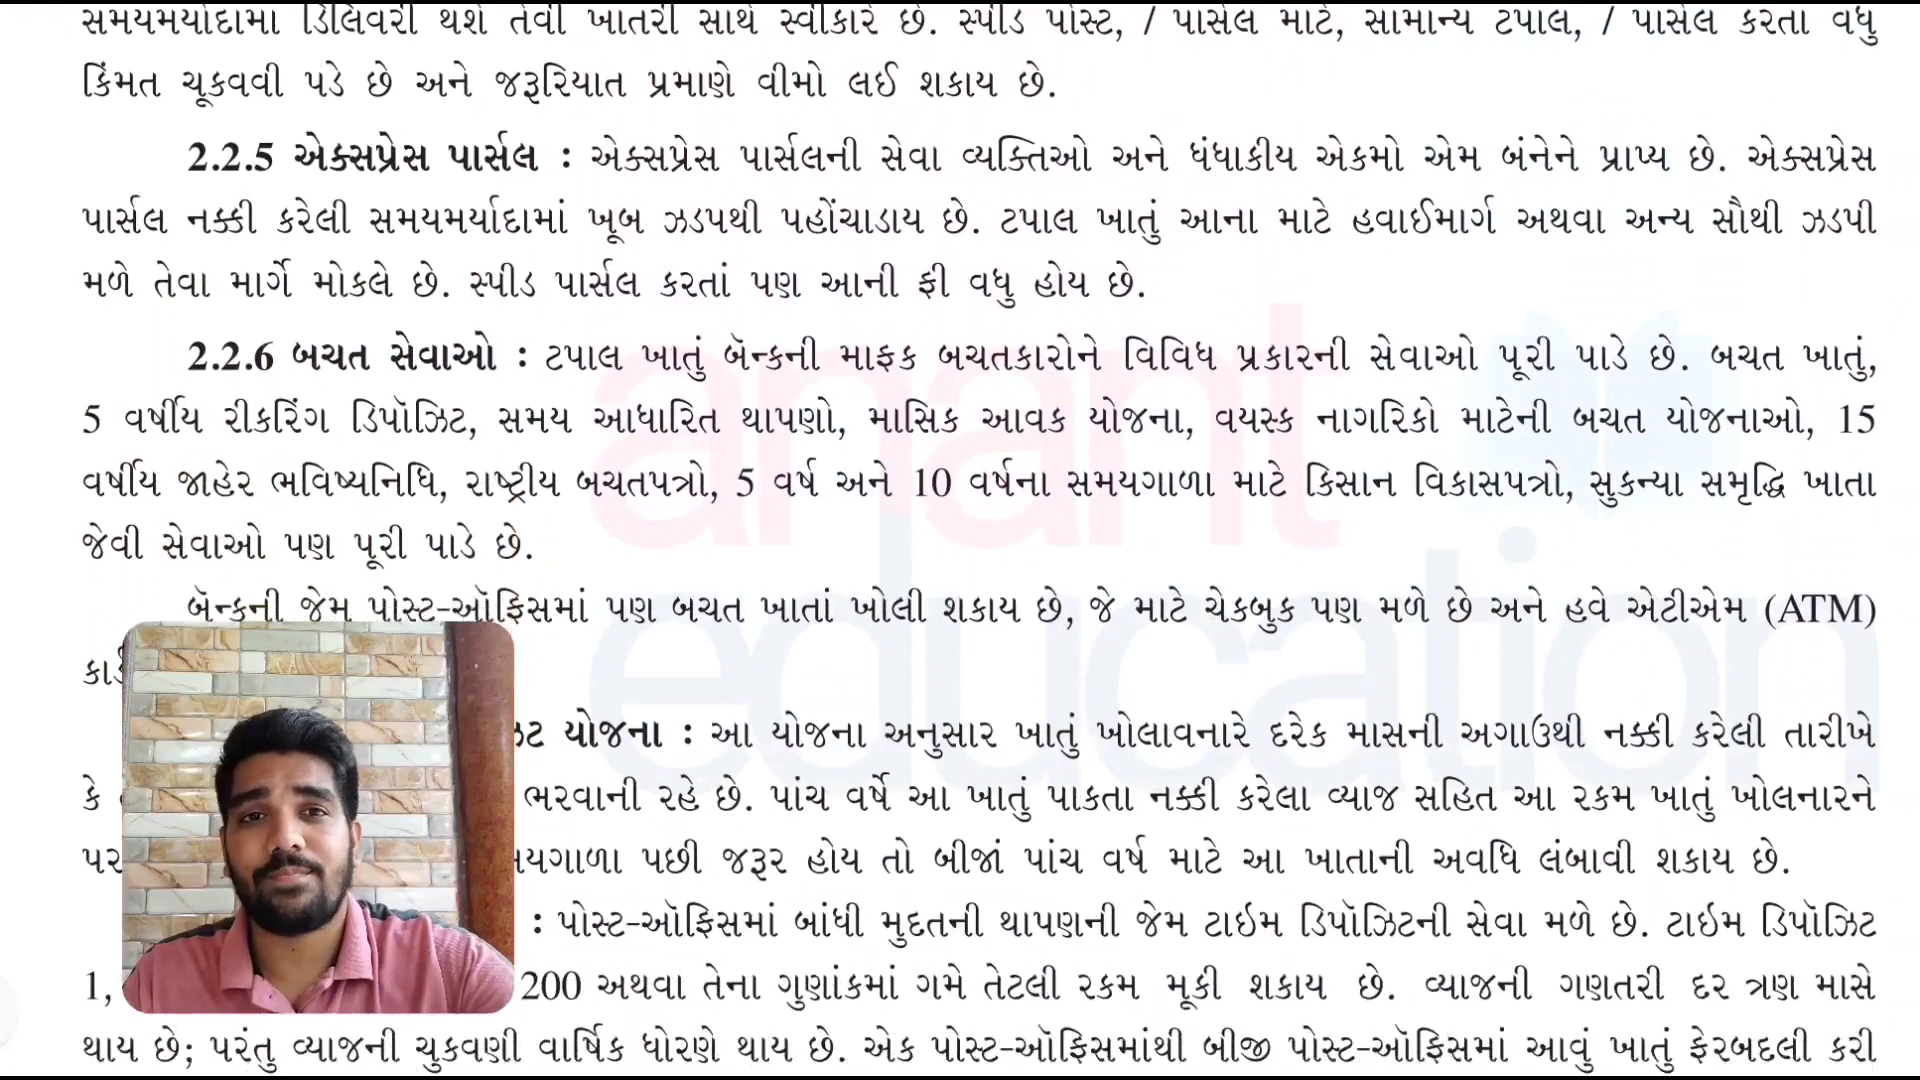 સમયમર્યાદામાં ડિલિવરી થશે તેવી ખાતરી સાથે સ્વીકારે છે. સ્પીડ પોસ્ટ, / પાર્સલ માટે, સામાન્ય ટપાલ, / પાર્સલ કરતા વધુ
કિંમત ચૂકવવી પડે છે અને જરૂરિયાત પ્રમાણે વીમો લઈ શકાય છે.
2.2.5 એક્સપ્રેસ પાર્સલ : એક્સપ્રેસ પાર્સલની સેવા વ્યક્તિઓ અને ધંધાકીય એકમો એમ બંનેને પ્રાપ્ય છે. એક્સપ્રેસ
પાર્સલ નક્કી કરેલી સમયમર્યાદામાં ખૂબ ઝડપથી પહોંચાડાય છે. ટપાલ ખાતું આના માટે હવાઈમાર્ગ અથવા અન્ય સૌથી ઝડપી
મળે તેવા માર્ગે મોકલે છે. સ્પીડ પાર્સલ કરતાં પણ આની ફી વધુ હોય છે.
2.2.6 બચત સેવાઓ : ટપાલ ખાતું બૅન્કની માફક બચતકારોને વિવિધ પ્રકારની સેવાઓ પૂરી પાડે છે. બચત ખાતું,
5 વર્ષીય રીકરિંગ ડિપૉઝિટ, સમય આધારિત થાપણો, માસિક આવક યોજના, વયસ્ક નાગરિકો માટેની બચત યોજનાઓ, 15
વર્ષીય જાહેર ભવિષ્યનિધિ, રાષ્ટ્રીય બચતપત્રો, 5 વર્ષ અને 10 વર્ષના સમયગાળા માટે કિસાન વિકાસપત્રો, સુકન્યા સમૃદ્ધિ ખાતા
જેવી સેવાઓ પણ પૂરી પાડે છે.
બૅન્કની જેમ પોસ્ટ-ઑફિસમાં પણ બચત ખાતાં ખોલી શકાય છે, જે માટે ચેકબુક પણ મળે છે અને હવે એટીએમ (ATM)
યોજના : આ યોજના અનુસાર ખાતું ખોલાવનારે દરેક માસની અગાઉથી નક્કી કરેલી તારીખે
કે ભરવાની રહે છે. પાંચ વર્ષે આ ખાતું પાકતા નક્કી કરેલા વ્યાજ સહિત આ રકમ ખાતું ખોલનારને
પછી જરૂર હોય તો બીજાં પાંચ વર્ષ માટે આ ખાતાની અવધિ લંબાવી શકાય છે.
: પોસ્ટ-ઑફિસમાં બાંધી મુદતની થાપણની જેમ ટાઇમ ડિપૉઝિટની સેવા મળે છે. ટાઇમ ડિપૉઝિટ
1, 200 અથવા તેના ગુણાંકમાં ગમે તેટલી રકમ મૂકી શકાય છે. વ્યાજની ગણતરી દર ત્રણ માસે
થાય છે; પરંતુ વ્યાજની ચુકવણી વાર્ષિક ધોરણે થાય છે. એક પોસ્ટ-ઑફિસમાંથી બીજી પોસ્ટ-ઑફિસમાં આવું ખાતું ફેરબદલી કરી
anant
education